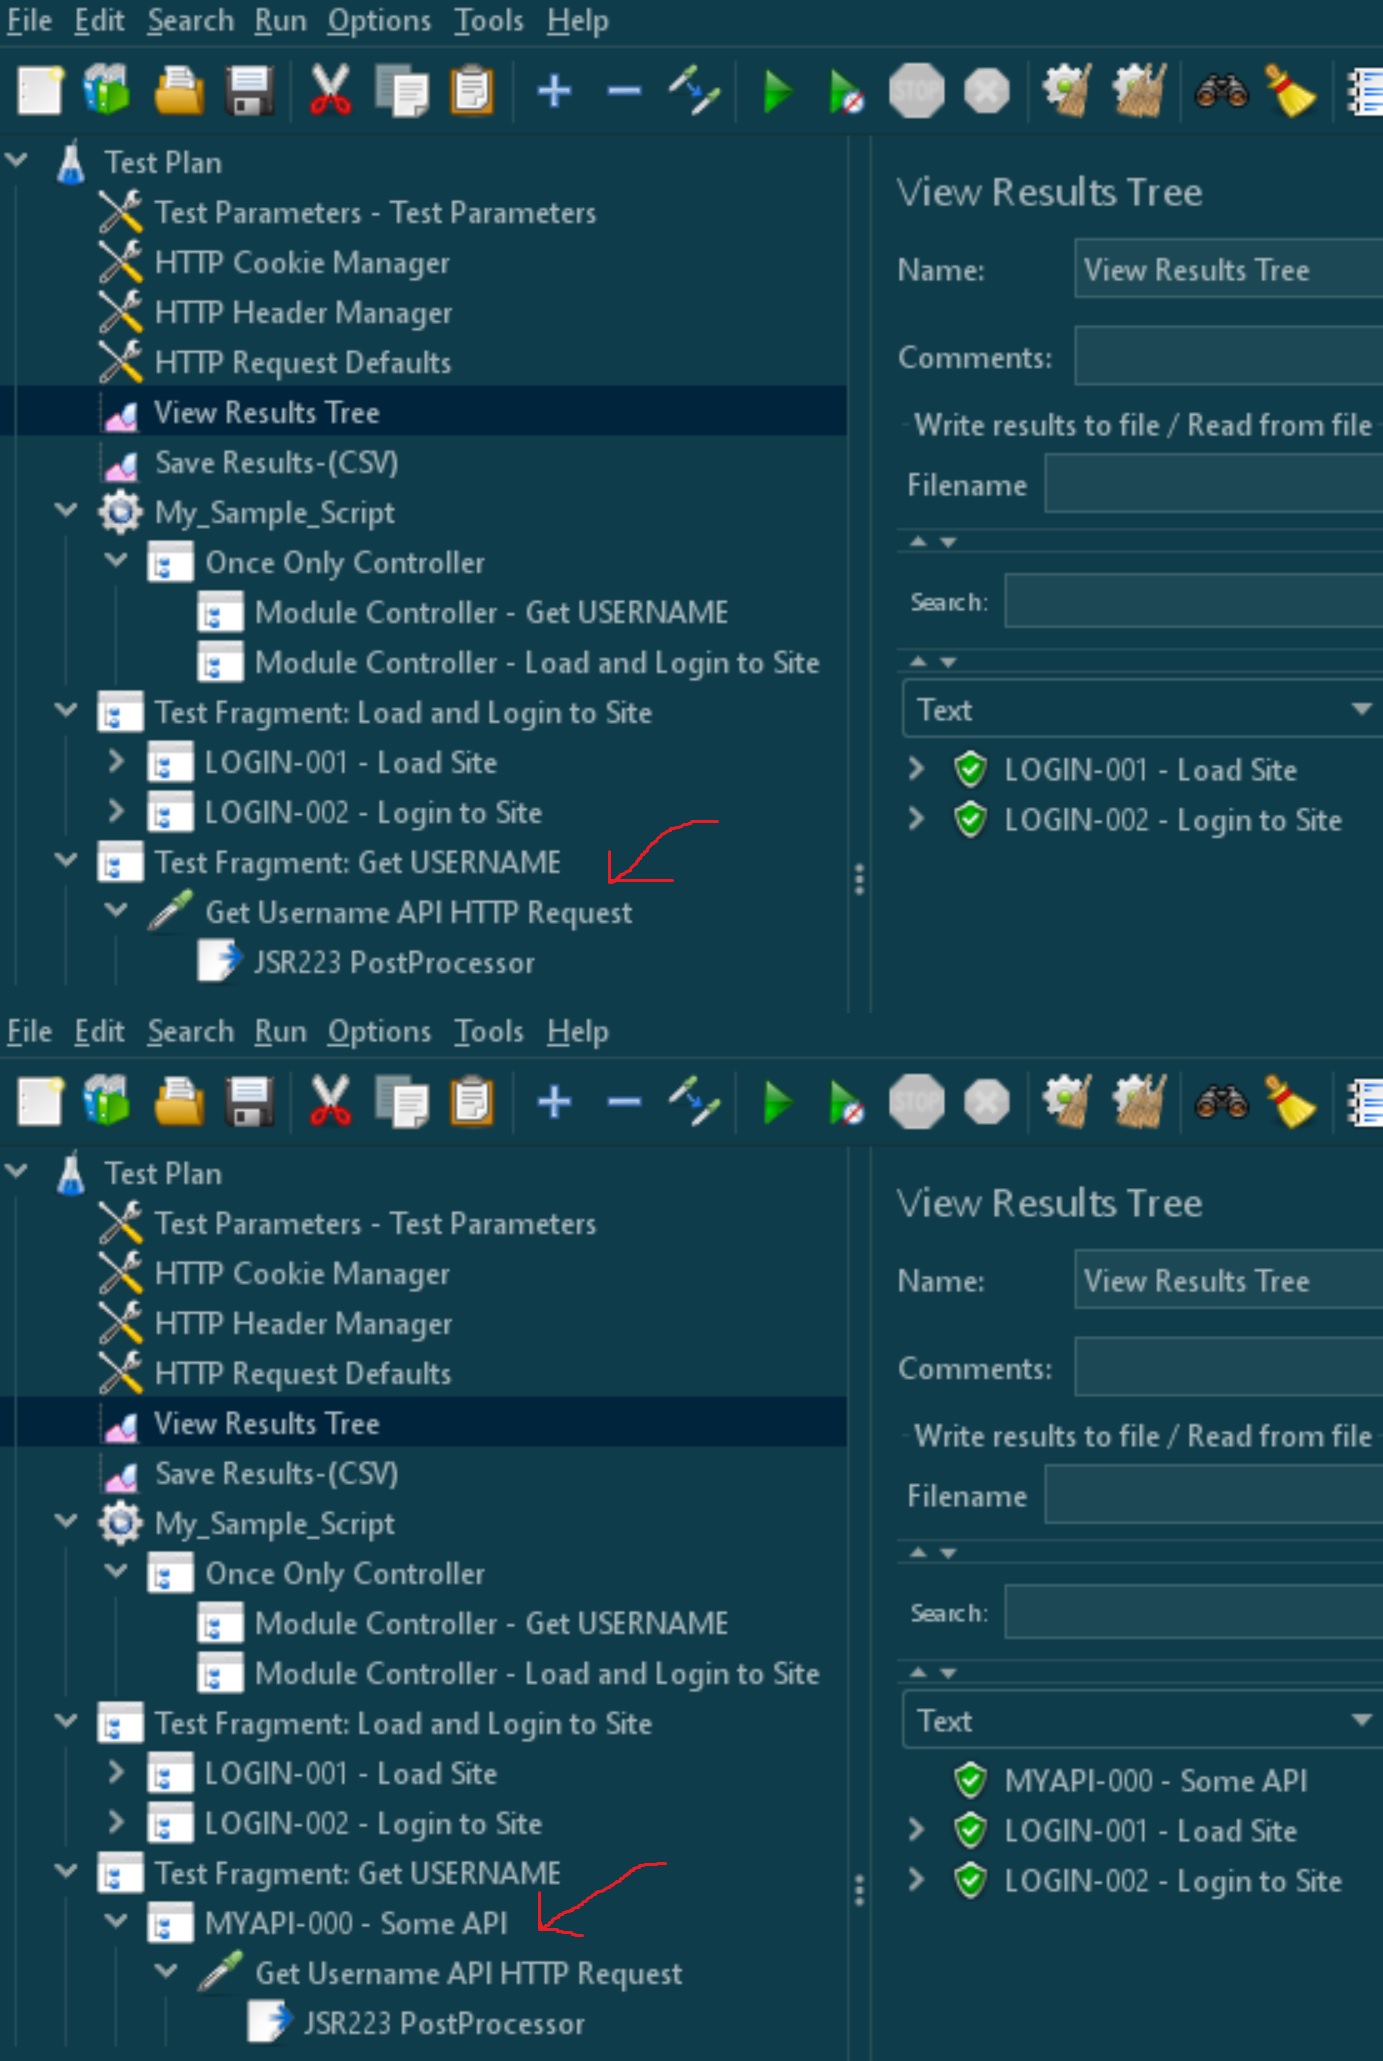 File Edit Search Run Options Tools Help
STOP
Test Plan
Test Parameters - Test Parameters
HTTP Cookie Manager
HTTP Header Manager
HTTP Request Defaults
View Results Tree
Save Results-(CSV)
My_Sample_Script
Once Only Controller
Module Controller - Get USERNAME
Module Controller - Load and Login to Site
Test Fragment: Load and Login to Site
LOGIN-001 - Load Site
LOGIN-002 - Login to Site
Test Fragment: Get USERNAME
Get Username API HTTP Request
JSR223 PostProcessor
View Results Tree
Name: View Results Tree
Comments:
Write results to file / Read from file
Filename
Search:
Text
LOGIN-001 - Load Site
LOGIN-002 - Login to Site
File Edit Search Run Options Tools Help
STOP
Test Plan
Test Parameters - Test Parameters
HTTP Cookie Manager
HTTP Header Manager
HTTP Request Defaults
View Results Tree
Save Results-(CSV)
My_Sample_Script
Once Only Controller
Module Controller - Get USERNAME
Module Controller - Load and Login to Site
Test Fragment: Load and Login to Site
LOGIN-001 - Load Site
LOGIN-002 - Login to Site
Test Fragment: Get USERNAME
MYAPI-000 - Some API
Get Username API HTTP Request
JSR223 PostProcessor
View Results Tree
Name: View Results Tree
Comments:
Write results to file / Read from file
Filename
Search:
Text
MYAPI-000 - Some API
LOGIN-001 - Load Site
LOGIN-002 - Login to Site